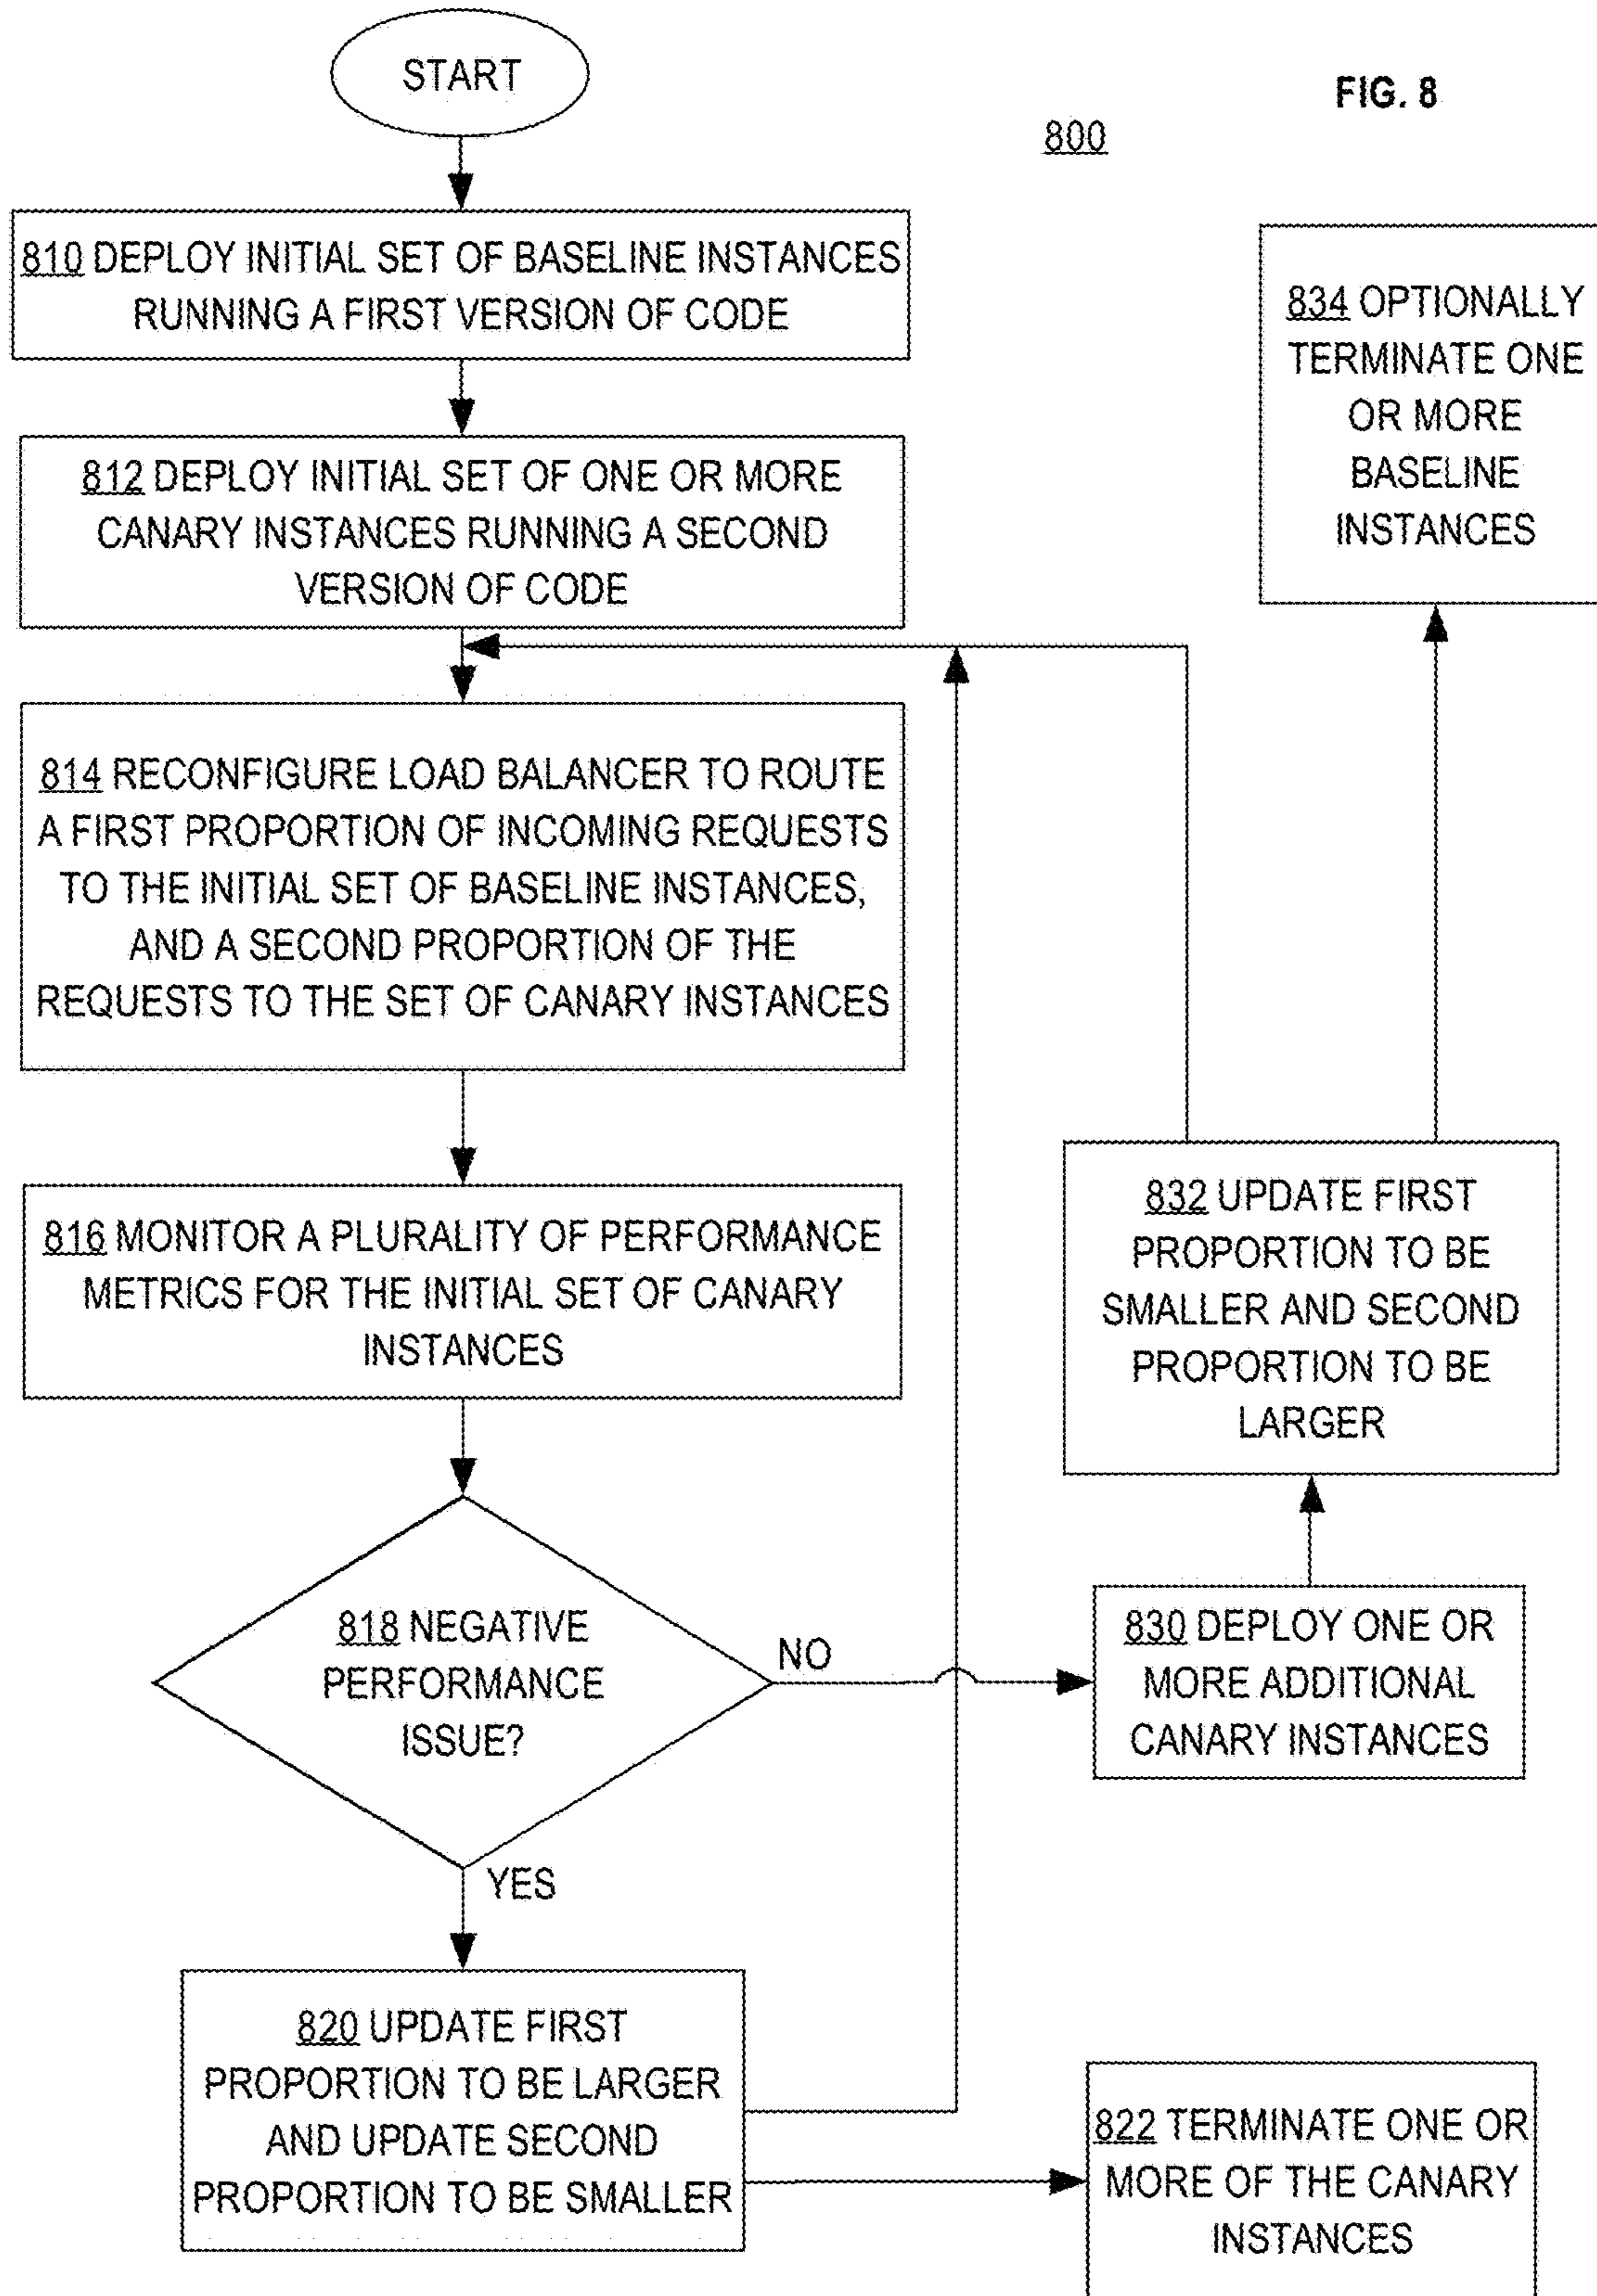 START
FIG. 8
800
810 DEPLOY INITIAL SET OF BASELINE INSTANCES
RUNNING A FIRST VERSION OF CODE
812 DEPLOY INITIAL SET OF ONE OR MORE
CANARY INSTANCES RUNNING A SECOND
VERSION OF CODE
814 RECONFIGURE LOAD BALANCER TO ROUTE
A FIRST PROPORTION OF INCOMING REQUESTS
TO THE INITIAL SET OF BASELINE INSTANCES,
AND A SECOND PROPORTION OF THE
REQUESTS TO THE SET OF CANARY INSTANCES
816 MONITOR A PLURALITY OF PERFORMANCE
METRICS FOR THE INITIAL SET OF CANARY
INSTANCES
818 NEGATIVE
PERFORMANCE
ISSUE?
NO
YES
820 UPDATE FIRST
PROPORTION TO BE LARGER
AND UPDATE SECOND
PROPORTION TO BE SMALLER
822 TERMINATE ONE OR
MORE OF THE CANARY
INSTANCES
830 DEPLOY ONE OR
MORE ADDITIONAL
CANARY INSTANCES
832 UPDATE FIRST
PROPORTION TO BE
SMALLER AND SECOND
PROPORTION TO BE
LARGER
834 OPTIONALLY
TERMINATE ONE
OR MORE
BASELINE
INSTANCES